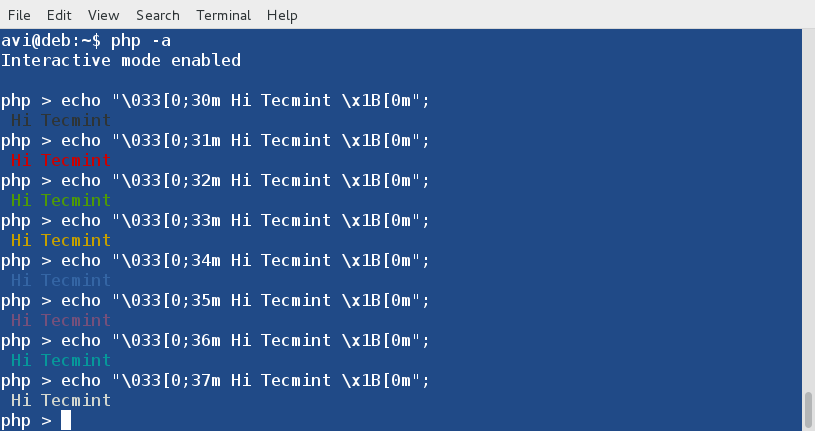 File Edit View Search Terminal Help
avi@deb:~$ php -a
Interactive mode enabled
php > echo "\033[0;30m Hi Tecmint \x1B[0m";
Hi Tecmint
php > echo "\033[0;31m Hi Tecmint \x1B[0m";
Hi Tecmint
php > echo "\033[0;32m Hi Tecmint \x1B[0m";
Hi Tecmint
php > echo "\033[0;33m Hi Tecmint \x1B[0m";
Hi Tecmint
php > echo "\033[0;34m Hi Tecmint \x1B[0m";
Hi Tecmint
php > echo "\033[0;35m Hi Tecmint \x1B[0m";
Hi Tecmint
php > echo "\033[0;36m Hi Tecmint \x1B[0m";
Hi Tecmint
php > echo "\033[0;37m Hi Tecmint \x1B[0m";
Hi Tecmint
php >